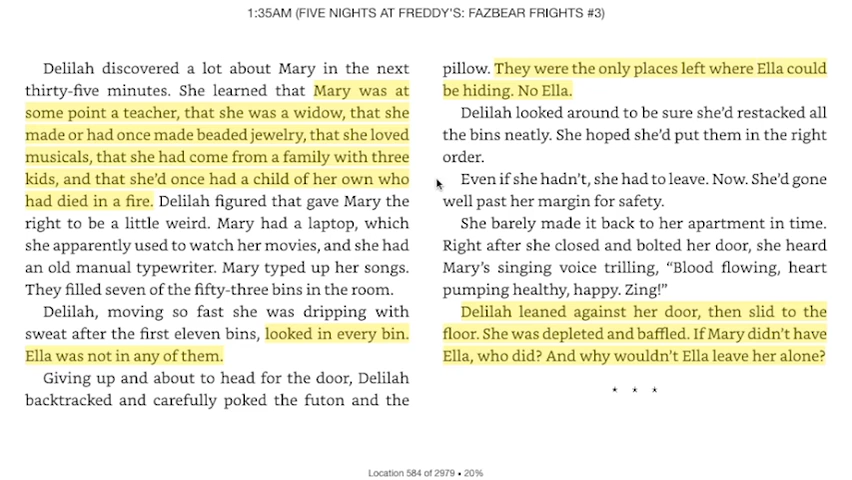 1:35AM (FIVE NIGHTS AT FREDDY'S: FAZBEAR FRIGHTS #3)
Delilah discovered a lot about Mary in the next
thirty-five minutes. She learned that Mary was at
some point a teacher, that she was a widow, that she
made or had once made beaded jewelry, that she loved
musicals, that she had come from a family with three
kids, and that she’d once had a child of her own who
had died in a fire. Delilah figured that gave Mary the
right to be a little weird. Mary had a laptop, which
she apparently used to watch her movies, and she had
an old manual typewriter. Mary typed up her songs.
They filled seven of the fifty-three bins in the room.
Delilah, moving so fast she was dripping with
sweat after the first eleven bins, looked in every bin.
Ella was not in any of them.
Giving up and about to head for the door, Delilah
backtracked and carefully poked the futon and the
pillow. They were the only places left where Ella could
be hiding. No Ella.
Delilah looked around to be sure she’d restacked all
the bins neatly. She hoped she’d put them in the right
order.
Even if she hadn’t, she had to leave. Now. She’d gone
well past her margin for safety.
She barely made it back to her apartment in time.
Right after she closed and bolted her door, she heard
Mary’s singing voice trilling, “Blood flowing, heart
pumping healthy, happy. Zing!”
Delilah leaned against her door, then slid to the
floor. She was depleted and baffled. If Mary didn’t have
Ella, who did? And why wouldn’t Ella leave her alone?
* * *
Location 584 of 2979 • 20%